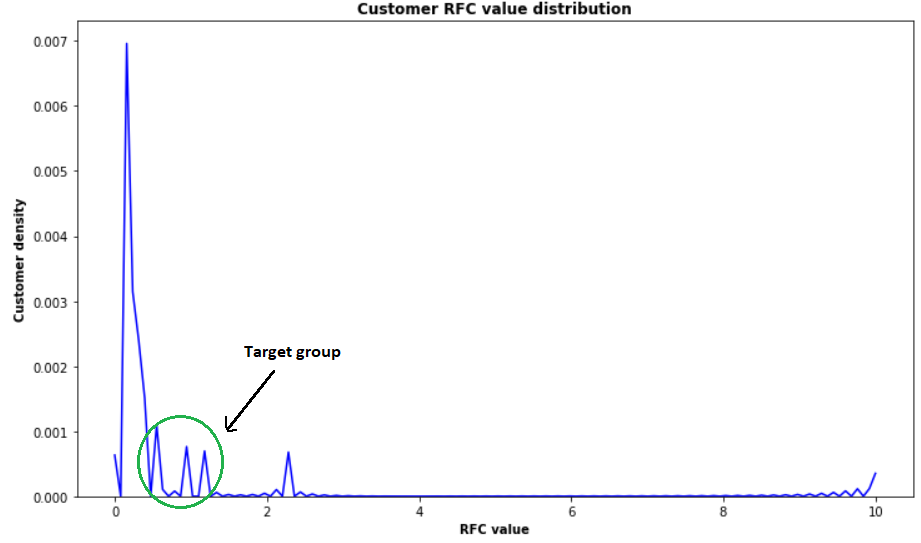 Customer RFC value distribution
0.007
0.006
0.005
0.004
0.003
0.002
0.001
0.000
Customer density
Target group
0 2 4 6 8 10
RFC value